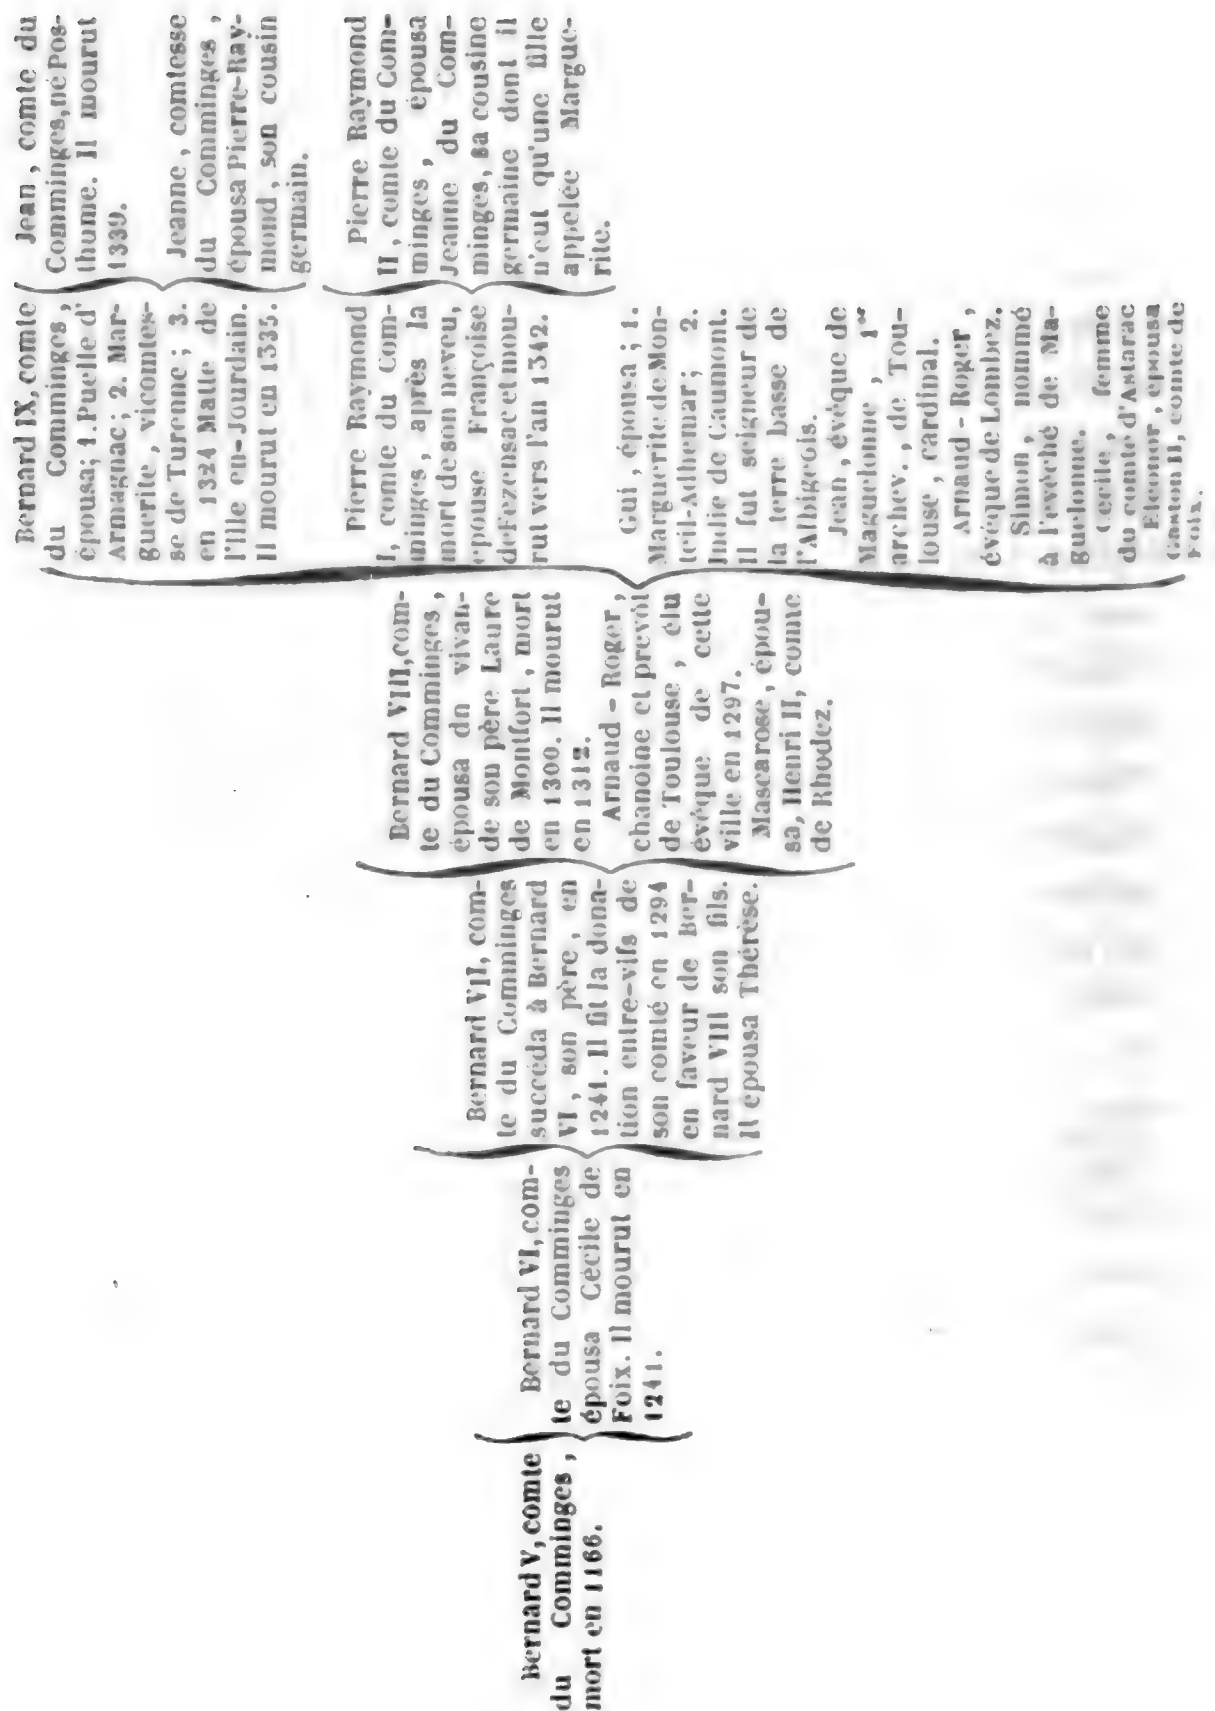 Bernard V, comte
du Comminges,
mort en 1166.
Bernard VI, com-
te du Comminges
épousa Cécile de
Foix. Il mourut en
1241.
Bernard VII, com-
te du Comminges
succéda à Bernard
VI, son père, en
1241. Il fit la dona-
tion entre-vifs de
son comté en 1294
en faveur de Ber-
nard VIII son fils.
Il épousa Thérèse.
Bernard VIII, com-
te du Comminges,
épousa du vivan-
de son père Laure
de Montfort, mort
en 1300. Il mourut
en 1312.
Arnaud-Roger,
chanoine et prevôt
de Toulouse, élu
évêque de cette
ville en 1297.
Mascarose, épou-
sa, Henri II, comte
de Rhodez.
Bernard IX, comte
du Comminges,
épousa; 1. Puelle d'
Armagnac; 2. Mar-
guerite, vicomtes-
se de Turenne; 3.
en 1324 Matte de
l'Ille en-Jourdain.
Il mourut en 1335.
Pierre Raymond
I, comte du Com-
minges, après la
mort de son neveu,
épouse Françoise
de Fezensac et mou-
rut vers l'an 1342.
Gui, épousa; 1.
Marguerite de Mon-
teil-Adhemar; 2.
Indie de Caumont.
Il fut seigneur de
la terre basse de
l'Albigeois.
Jean, évêque de
Maguelonne, 1er
archev., de Tou-
louse, cardinal.
Arnaud-Roger,
évêque de Lombez.
Simon, nommé
à l'évêché de Ma-
guelonne.
Cécile, femme
du comte d'Astarac
Eleonor, épousa
Gaston II, comte de
Foix.
Jean, comte du
Comminges, né Pos-
thume. Il mourut
1339.
Jeanne, comtesse
du Comminges,
épousa Pierre-Ray-
mond, son cousin
germain.
Pierre Raymond
II, comte du Com-
minges, épousa
Jeanne du Com-
minges, sa cousine
germaine dont il
n'eut qu'une fille
appelée Margue-
rite.